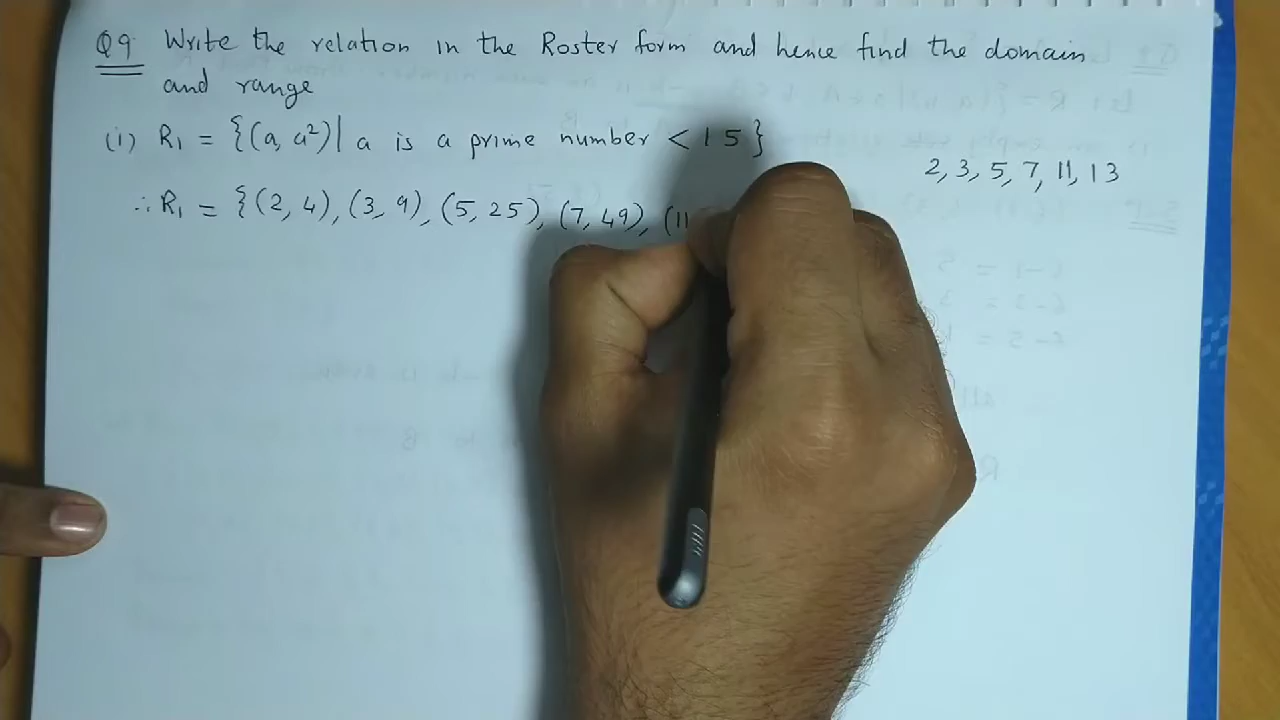 Q9 Write the relation in the Roster form and hence find the domain
and range
(i) R₁ = {(a, a²)| a is a prime number < 15}
2, 3, 5, 7, 11, 13
∴ R₁ = {(2, 4), (3, 9), (5, 25), (7, 49), (11